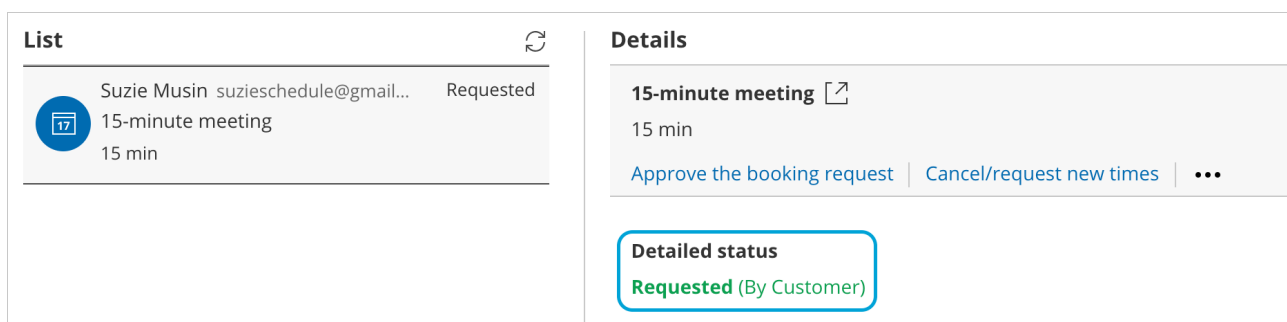 List
Suzie Musin suzieschedule@gmail... Requested
17
15-minute meeting
15 min
Details
15-minute meeting
15 min
Approve the booking request Cancel/request new times
Detailed status
Requested (By Customer)